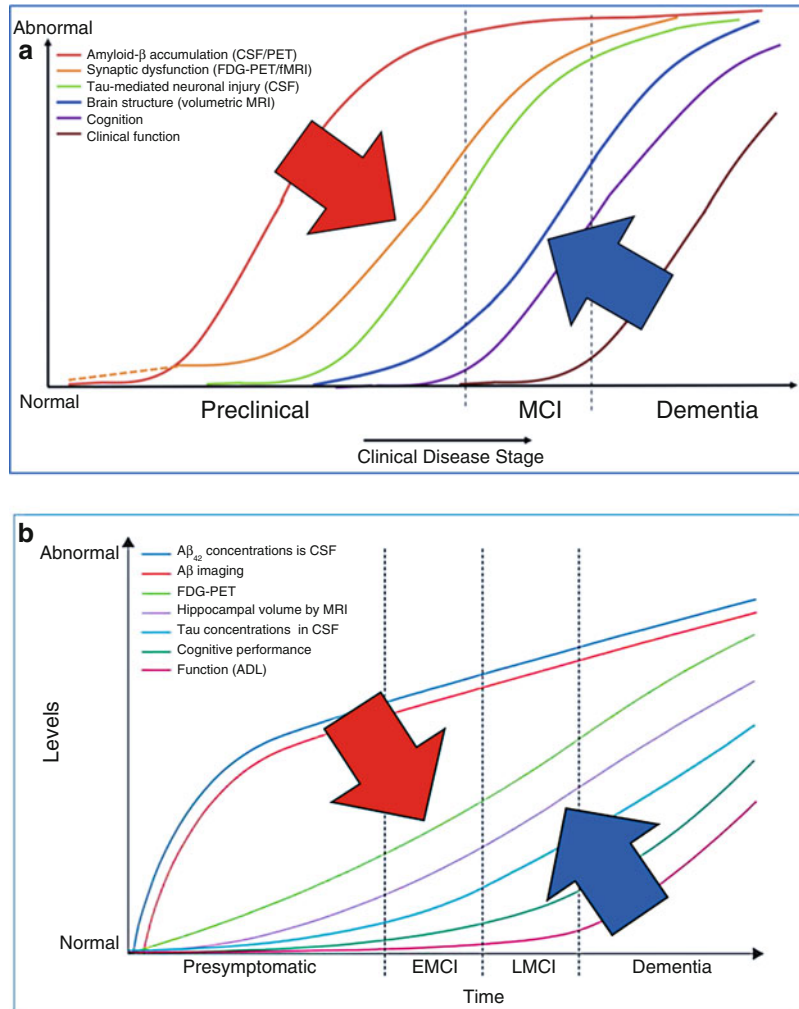 Abnormal
a
Amyloid-β accumulation (CSF/PET)
Synaptic dysfunction (FDG-PET/fMRI)
Tau-mediated neuronal injury (CSF)
Brain structure (volumetric MRI)
Cognition
Clinical function
Normal
Preclinical
MCI
Dementia
Clinical Disease Stage
b
Abnormal
Aβ42 concentrations is CSF
Aβ imaging
FDG-PET
Hippocampal volume by MRI
Tau concentrations in CSF
Cognitive performance
Function (ADL)
Levels
Normal
Presymptomatic
EMCI
LMCI
Dementia
Time